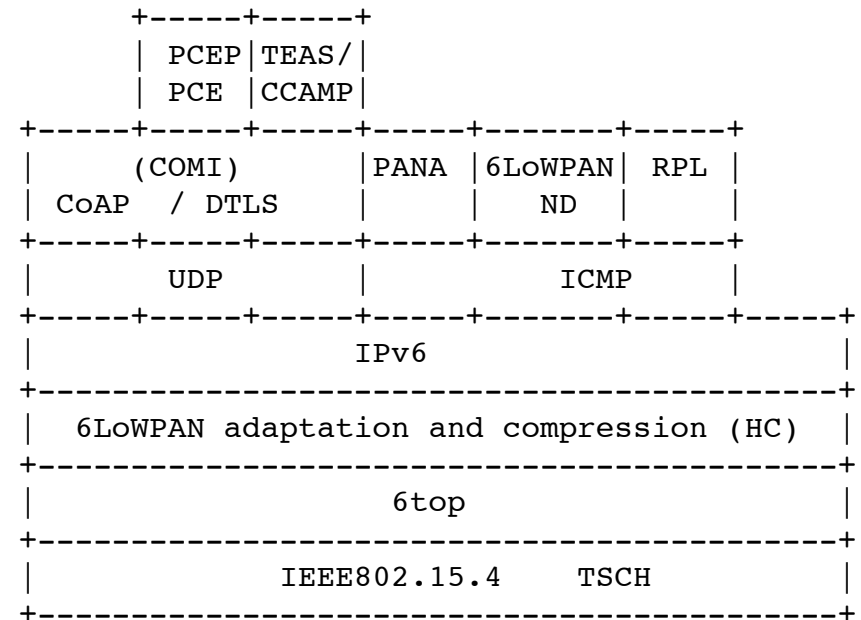 +-----+-----+
| PCEP|TEAS/|
| PCE |CCAMP|
+-----+-----+-----+-----+-------+-----+
| (COMI) |PANA |6LoWPAN| RPL |
| CoAP / DTLS | | ND | |
+-----+-----+-----+-----+-------+-----+
| UDP | ICMP |
+-----+-----+-----+-----+-------+-----+-----+
| IPv6 |
+-------------------------------------------+
| 6LoWPAN adaptation and compression (HC) |
+-------------------------------------------+
| 6top |
+-------------------------------------------+
| IEEE802.15.4 TSCH |
+-------------------------------------------+